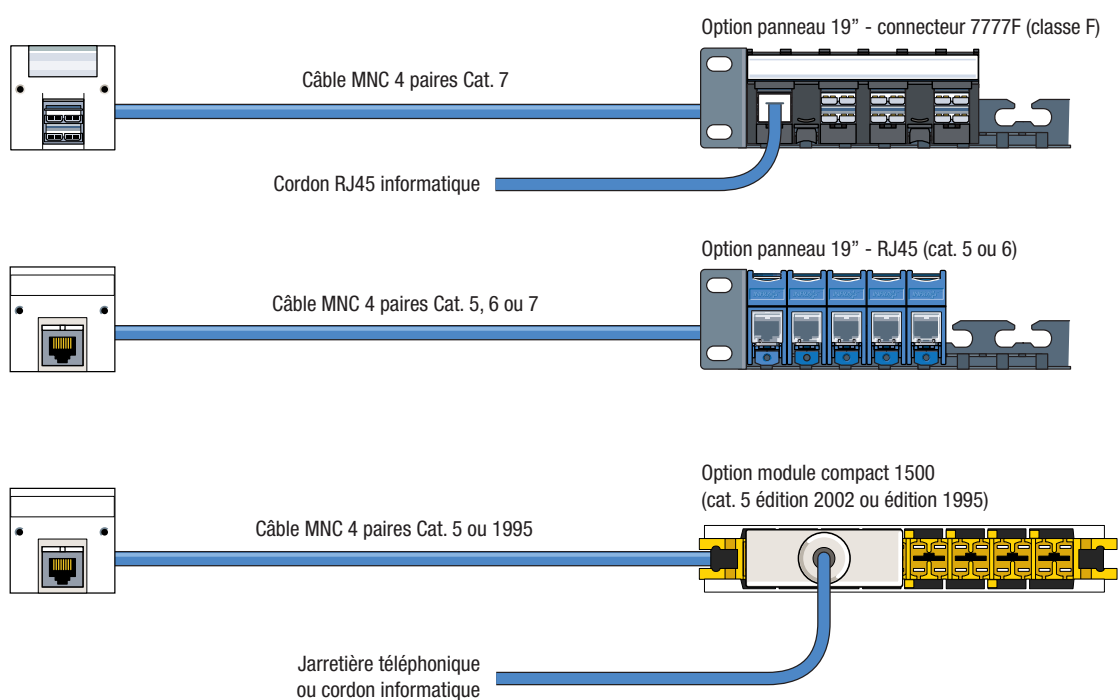 Option panneau 19” - connecteur 7777F (classe F)
Câble MNC 4 paires Cat. 7
Cordon RJ45 informatique
Option panneau 19” - RJ45 (cat. 5 ou 6)
Câble MNC 4 paires Cat. 5, 6 ou 7
Option module compact 1500
(cat. 5 édition 2002 ou édition 1995)
Câble MNC 4 paires Cat. 5 ou 1995
Jarretière téléphonique
ou cordon informatique